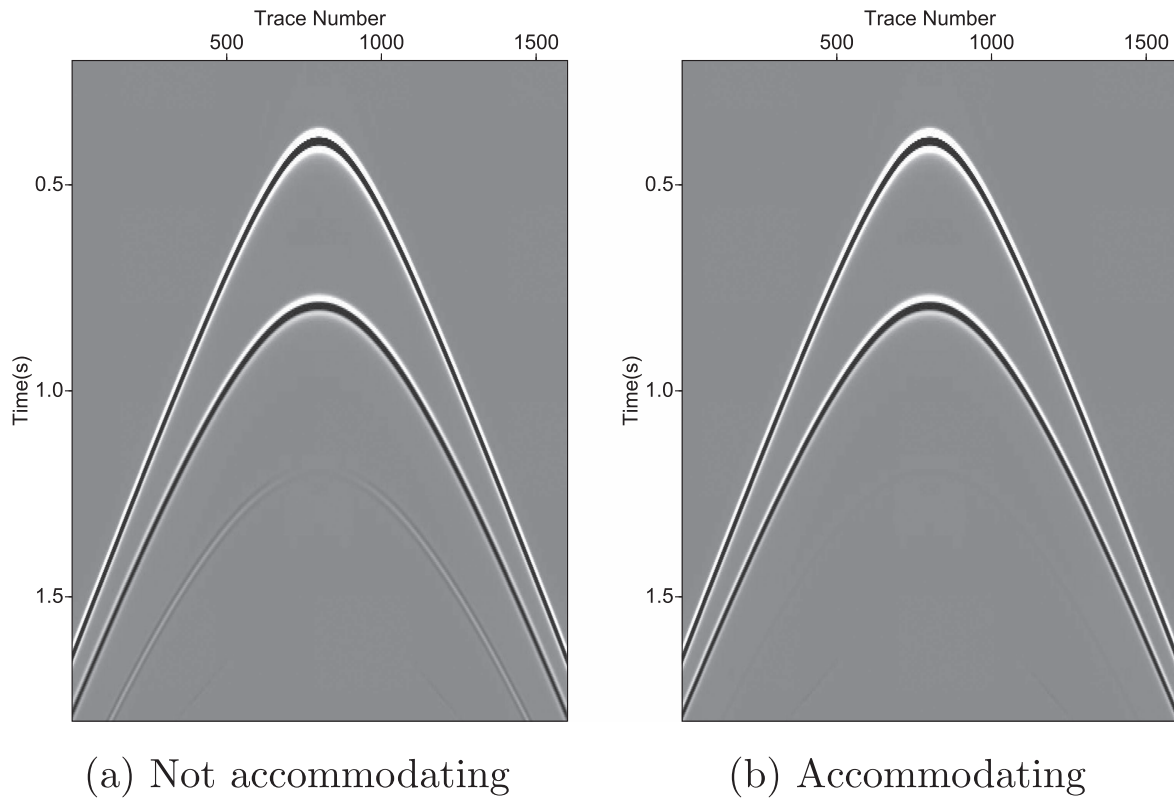 Trace Number
500 1000 1500
0.5
1.0
1.5
Time(s)
(a) Not accommodating
Trace Number
500 1000 1500
0.5
1.0
1.5
Time(s)
(b) Accommodating